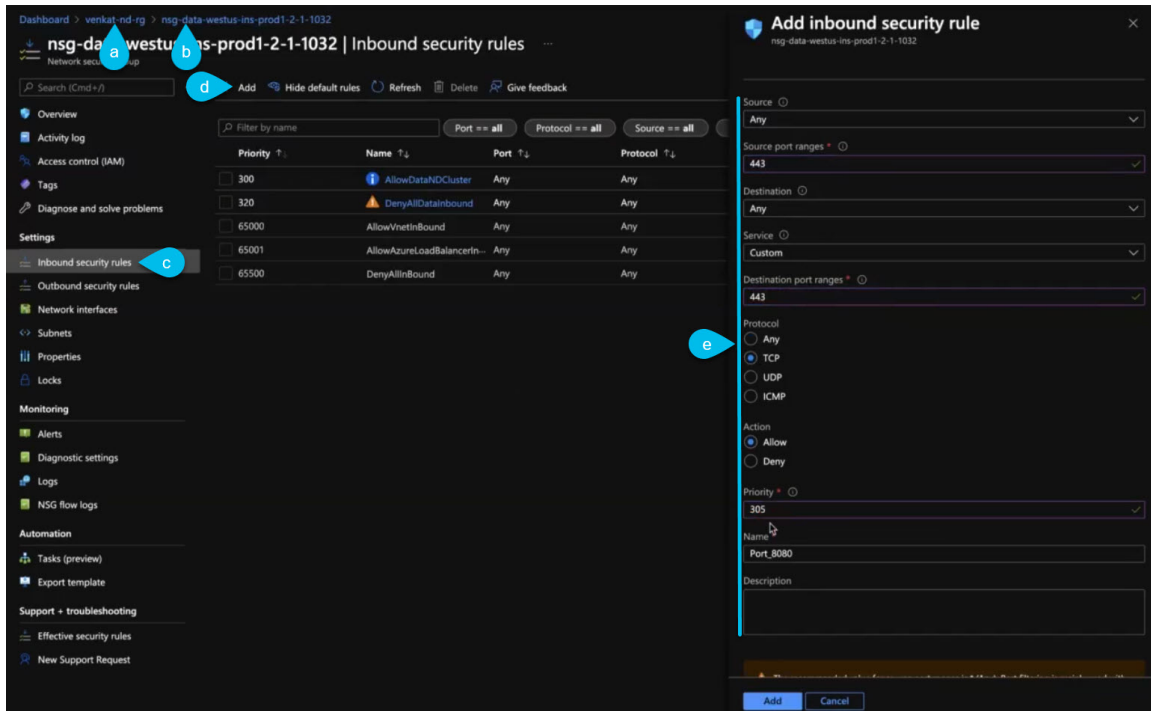 Dashboard > venkat-nd-rg > nsg-data-westus-ins-prod1-2-1-1032
nsg-da westu ns-prod1-2-1-1032 | Inbound security rules ...
a
b
Network secu up
Search (Cmd+/)
Overview
Activity log
Access control (IAM)
Tags
Diagnose and solve problems
Settings
Inbound security rules
c
Outbound security rules
Network interfaces
Subnets
Properties
Locks
Monitoring
Alerts
Diagnostic settings
Logs
NSG flow logs
Automation
Tasks (preview)
Export template
Support + troubleshooting
Effective security rules
New Support Request
d
Add Hide default rules Refresh Delete Give feedback
Filter by name Port == all Protocol == all Source == all
Priority ↑↓ Name ↑↓ Port ↑↓ Protocol ↑↓
300 AllowDataNDCluster Any Any
320 DenyAllDataInbound Any Any
65000 AllowVnetInBound Any Any
65001 AllowAzureLoadBalancerIn... Any Any
65500 DenyAllInBound Any Any
Add inbound security rule
nsg-data-westus-ins-prod1-2-1-1032
Source
Any
Source port ranges *
443
Destination
Any
Service
Custom
Destination port ranges *
443
e
Protocol
Any
TCP
UDP
ICMP
Action
Allow
Deny
Priority *
305
Name
Port_8080
Description
Add Cancel